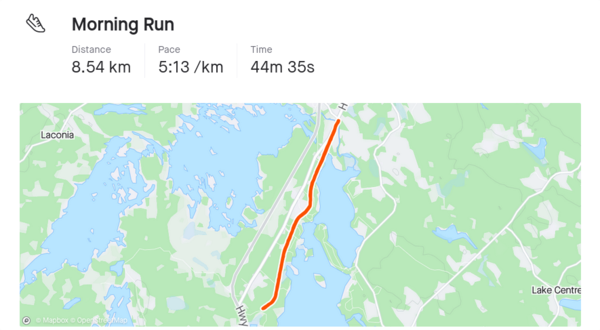 Morning Run
Distance
8.54 km
Pace
5:13 /km
Time
44m 35s
H
Laconia
Lake Centre
Hwy
© Mapbox © OpenStreetMap